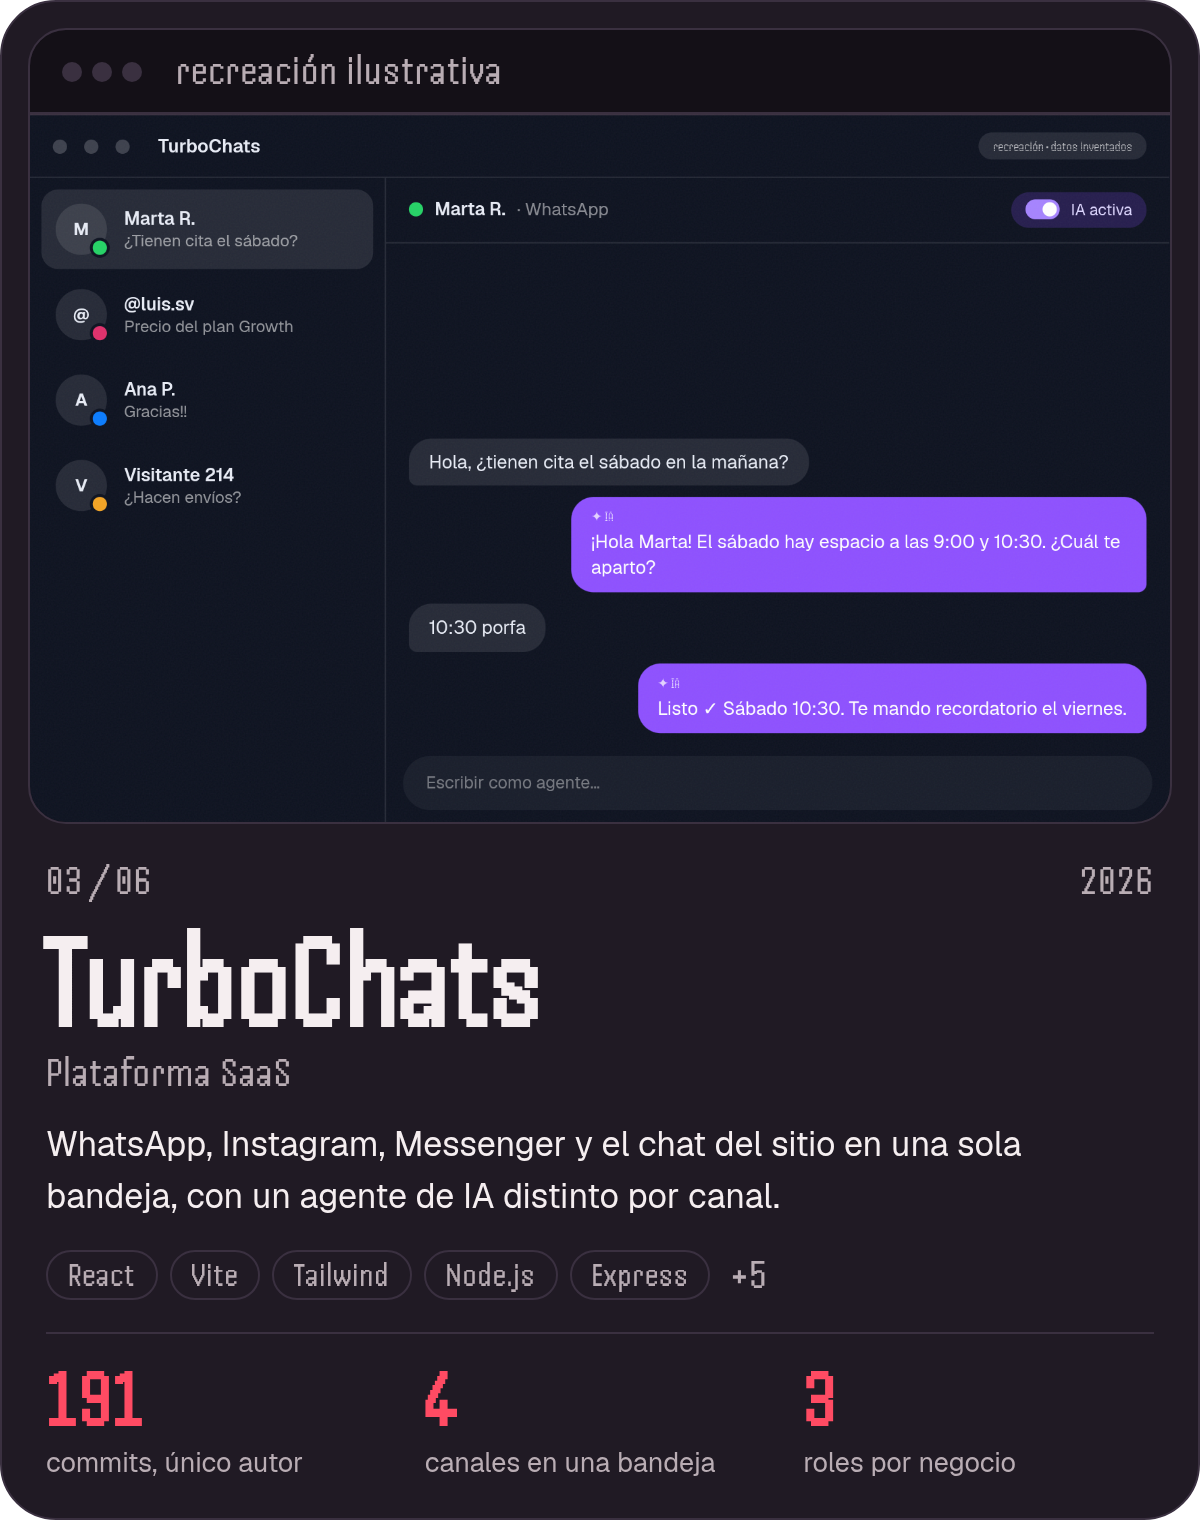 recreación ilustrativa
TurboChats
recreación · datos inventados
M
Marta R.
¿Tienen cita el sábado?
@
@luis.sv
Precio del plan Growth
A
Ana P.
Gracias!!
V
Visitante 214
¿Hacen envíos?
Marta R. · WhatsApp
IA activa
Hola, ¿tienen cita el sábado en la mañana?
✦ IA
¡Hola Marta! El sábado hay espacio a las 9:00 y 10:30. ¿Cuál te
aparto?
10:30 porfa
✦ IA
Listo ✓ Sábado 10:30. Te mando recordatorio el viernes.
Escribir como agente...
03/06
2026
TurboChats
Plataforma SaaS
WhatsApp, Instagram, Messenger y el chat del sitio en una sola
bandeja, con un agente de IA distinto por canal.
React Vite Tailwind Node.js Express +5
191
commits, único autor
4
canales en una bandeja
3
roles por negocio